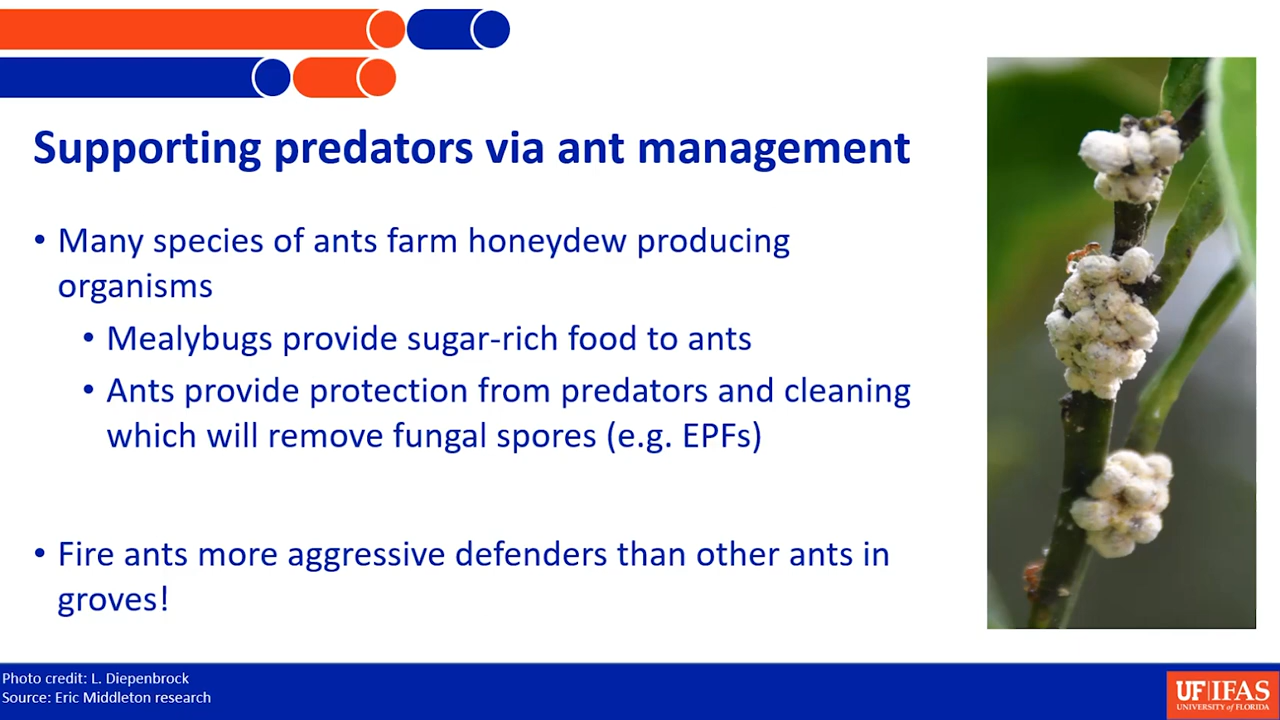 Supporting predators via ant management
• Many species of ants farm honeydew producing
organisms
• Mealybugs provide sugar-rich food to ants
• Ants provide protection from predators and cleaning
which will remove fungal spores (e.g. EPFs)
• Fire ants more aggressive defenders than other ants in
groves!
Photo credit: L. Diepenbrock
Source: Eric Middleton research
UF|IFAS
UNIVERSITY of FLORIDA